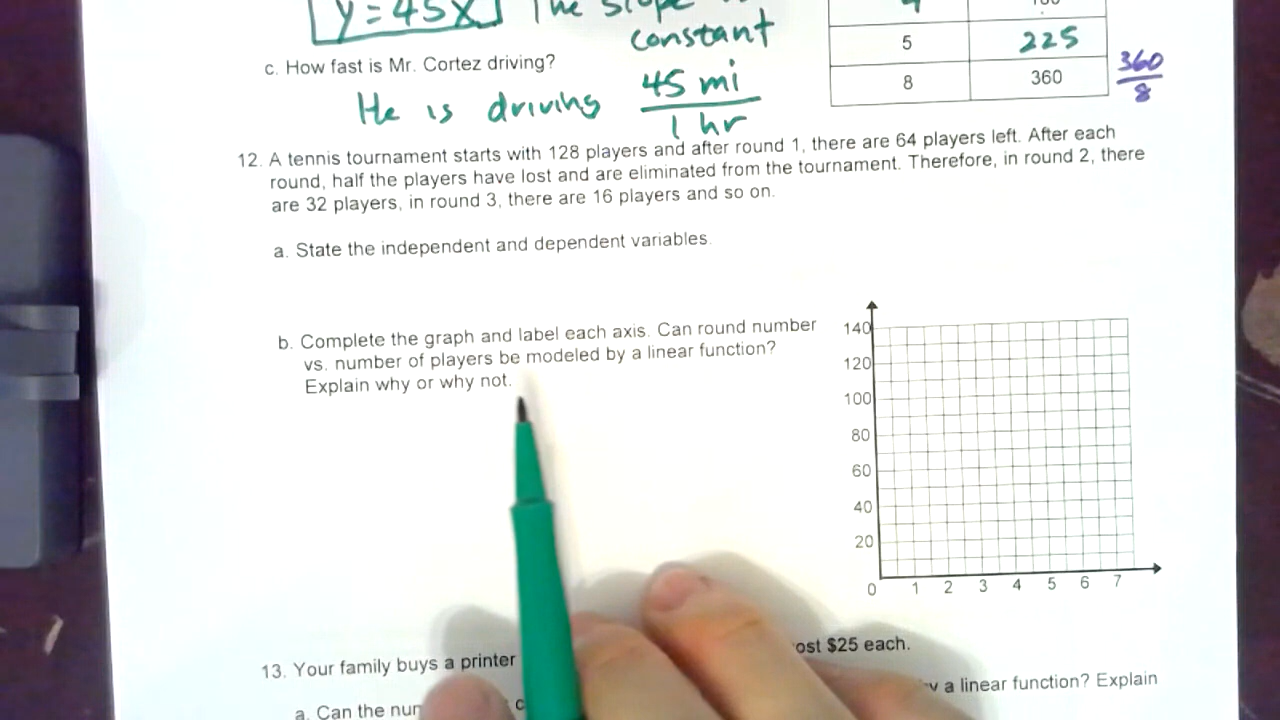 y = 45x The slope
constant
5 225
c. How fast is Mr. Cortez driving?
8 360 360/8
He is driving 45 mi/1 hr
12. A tennis tournament starts with 128 players and after round 1, there are 64 players left. After each
round, half the players have lost and are eliminated from the tournament. Therefore, in round 2, there
are 32 players, in round 3, there are 16 players and so on.
a. State the independent and dependent variables.
b. Complete the graph and label each axis. Can round number
vs. number of players be modeled by a linear function?
Explain why or why not.
140
120
100
80
60
40
20
0 1 2 3 4 5 6 7
13. Your family buys a printer ost $25 each.
a linear function? Explain
a. Can the